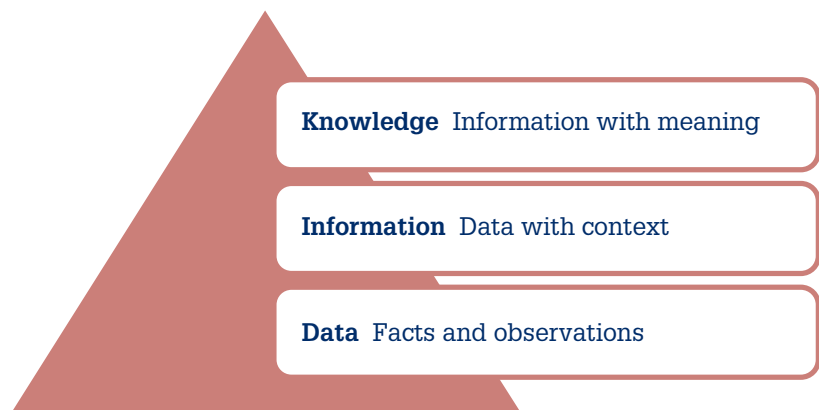 Knowledge Information with meaning
Information Data with context
Data Facts and observations